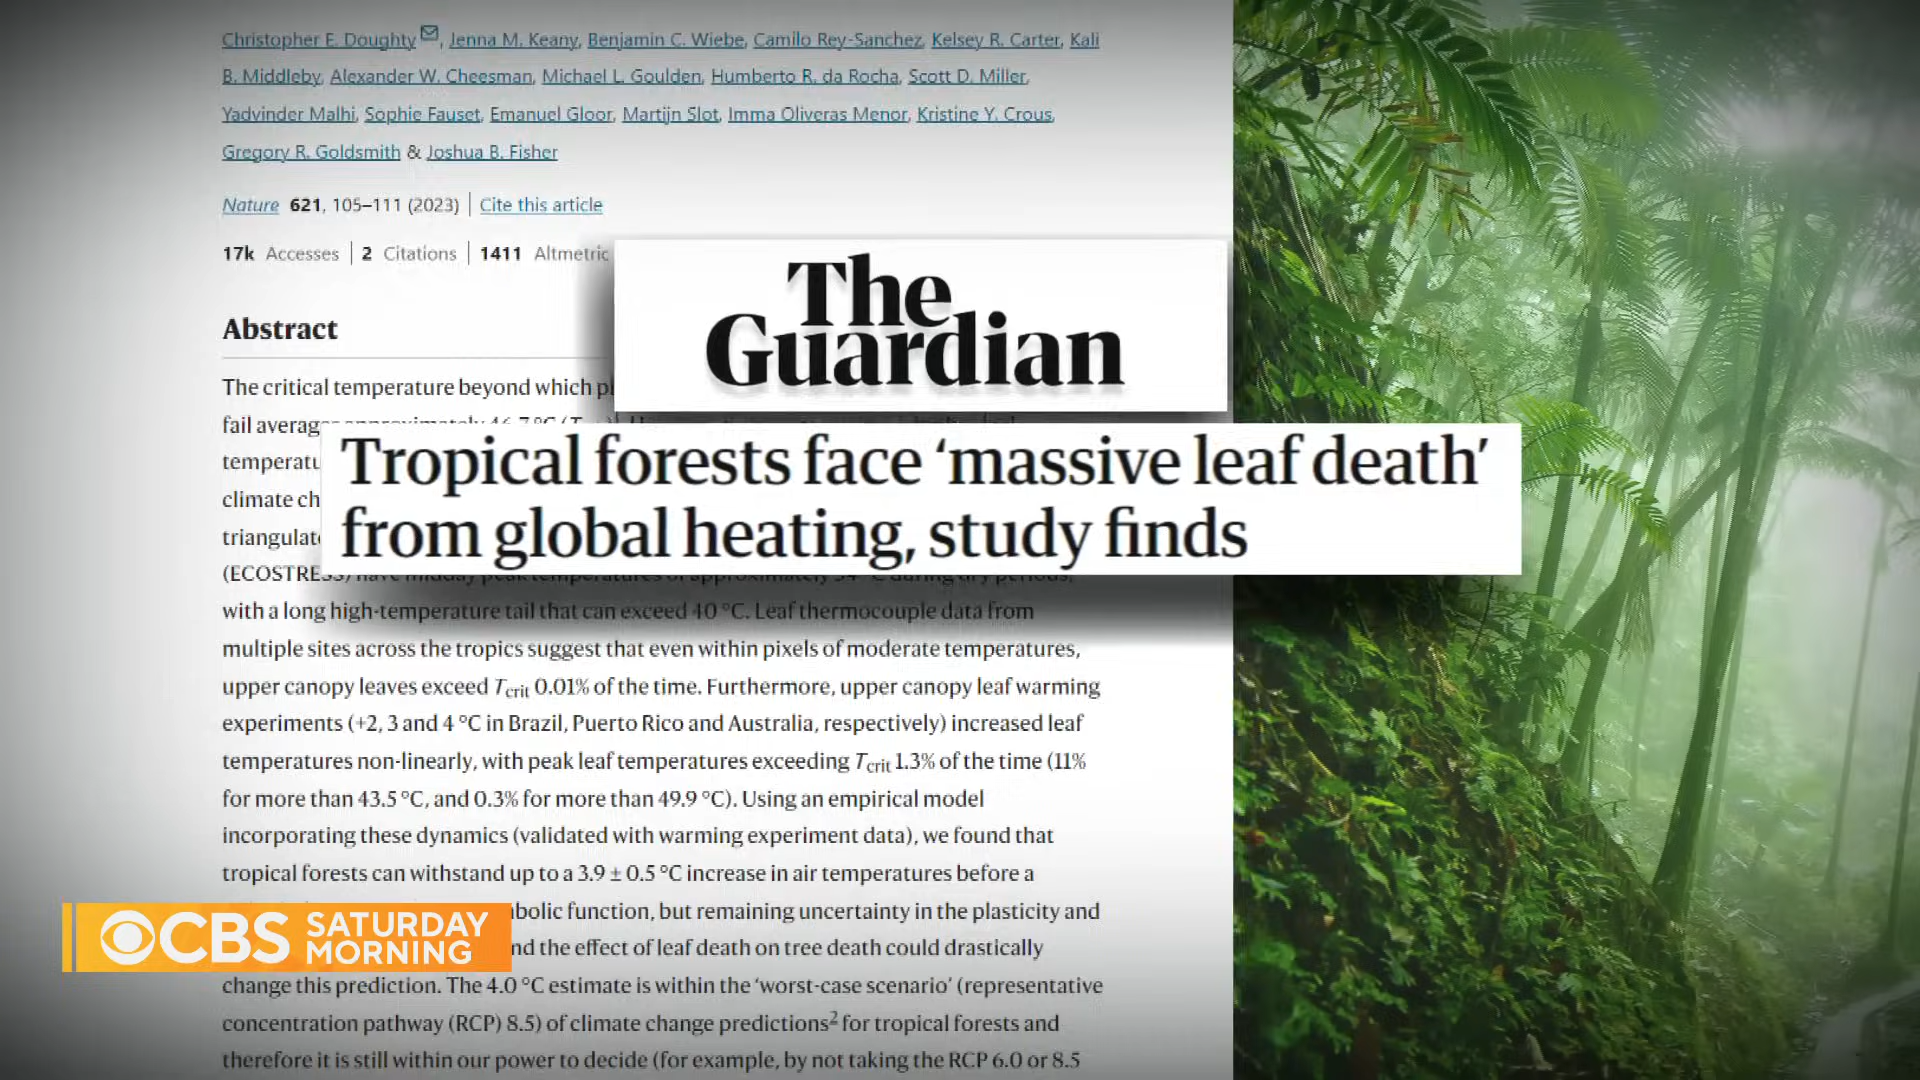 Christopher E. Doughty, Jenna M. Keany, Benjamin C. Wiebe, Camilo Rey-Sanchez, Kelsey R. Carter, Kali
B. Middleby, Alexander W. Cheesman, Michael L. Goulden, Humberto R. da Rocha, Scott D. Miller,
Yadvinder Malhi, Sophie Fauset, Emanuel Gloor, Martijn Slot, Imma Oliveras Menor, Kristine Y. Crous,
Gregory R. Goldsmith & Joshua B. Fisher
Nature 621, 105–111 (2023) | Cite this article
17k Accesses | 2 Citations | 1411 Altmetric
The
Guardian
Abstract
The critical temperature beyond which
fail
Tropical forests face ‘massive leaf death’
from global heating, study finds
climate
with a long high-temperature tail that can exceed 40 °C. Leaf thermocouple data from
multiple sites across the tropics suggest that even within pixels of moderate temperatures,
upper canopy leaves exceed Tcrit 0.01% of the time. Furthermore, upper canopy leaf warming
experiments (+2, 3 and 4 °C in Brazil, Puerto Rico and Australia, respectively) increased leaf
temperatures non-linearly, with peak leaf temperatures exceeding Tcrit 1.3% of the time (11%
for more than 43.5 °C, and 0.3% for more than 49.9 °C). Using an empirical model
incorporating these dynamics (validated with warming experiment data), we found that
tropical forests can withstand up to a 3.9 ± 0.5 °C increase in air temperatures before a
function, but remaining uncertainty in the plasticity and
the effect of leaf death on tree death could drastically
CBS SATURDAY
MORNING
change this prediction. The 4.0 °C estimate is within the ‘worst-case scenario’ (representative
concentration pathway (RCP) 8.5) of climate change predictions2 for tropical forests and
therefore it is still within our power to decide (for example, by not taking the RCP 6.0 or 8.5